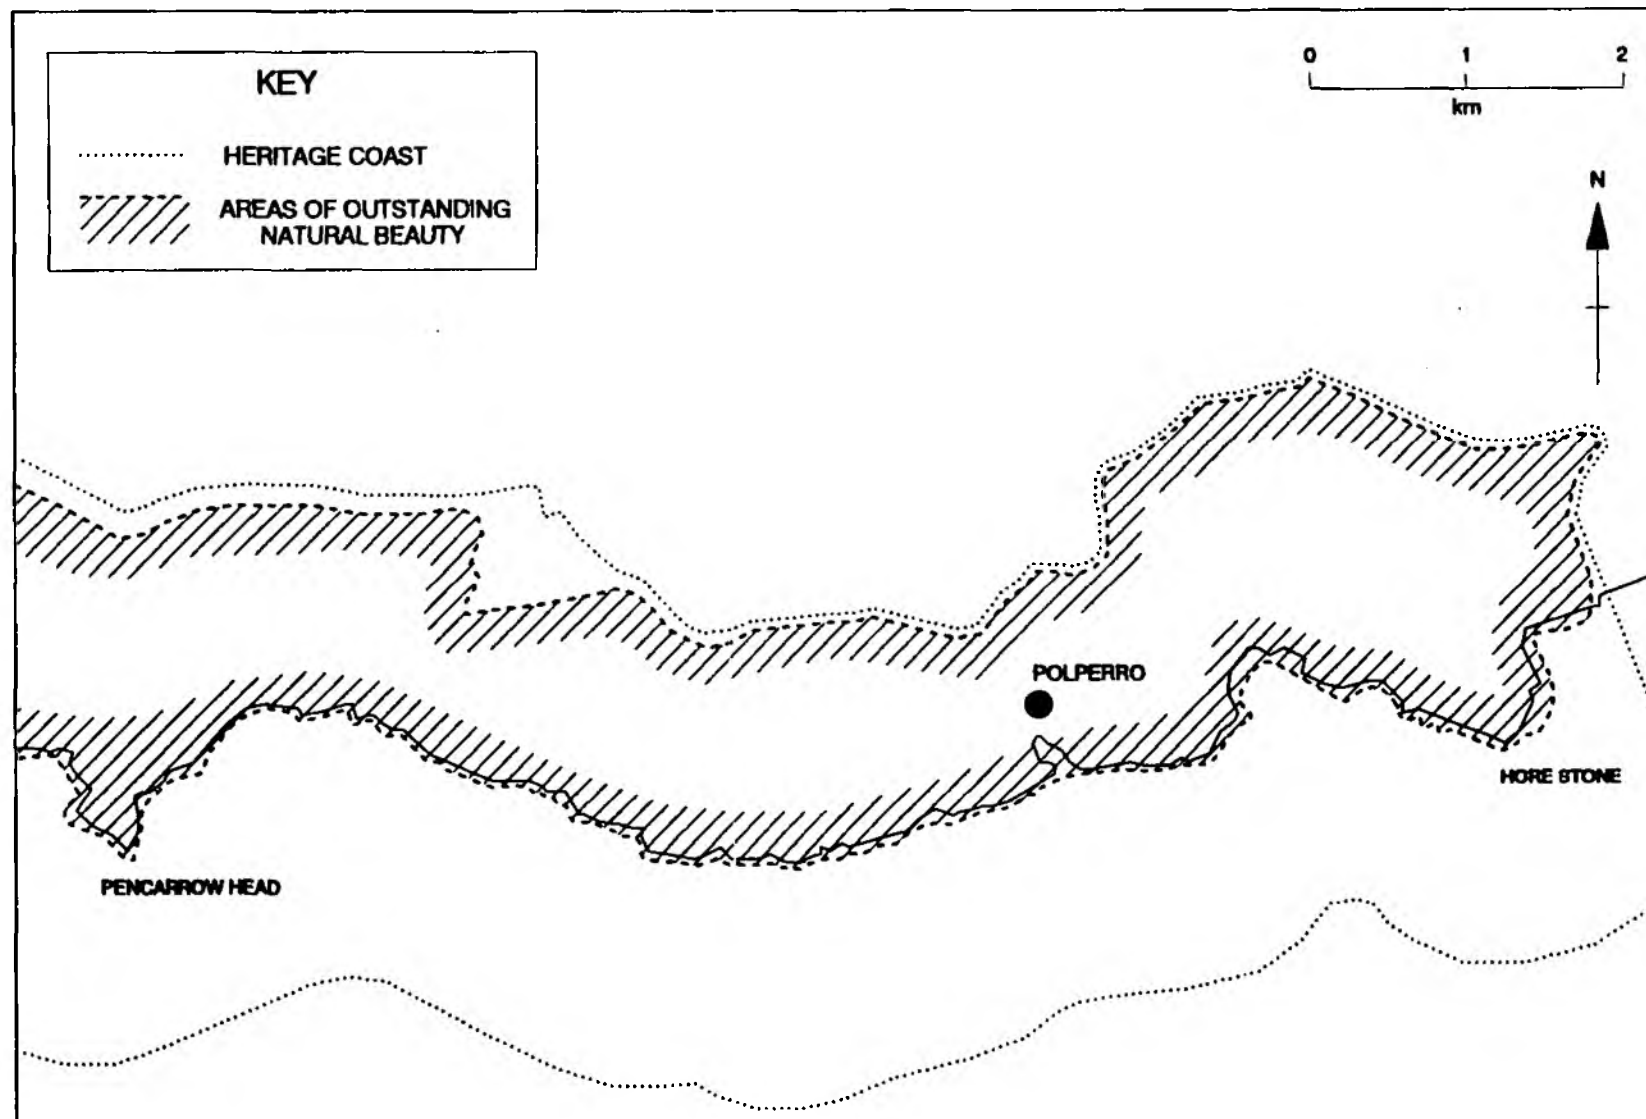 KEY
HERITAGE COAST
AREAS OF OUTSTANDING
NATURAL BEAUTY
0 1 2
km
N
POLPERRO
HORE STONE
PENCARROW HEAD